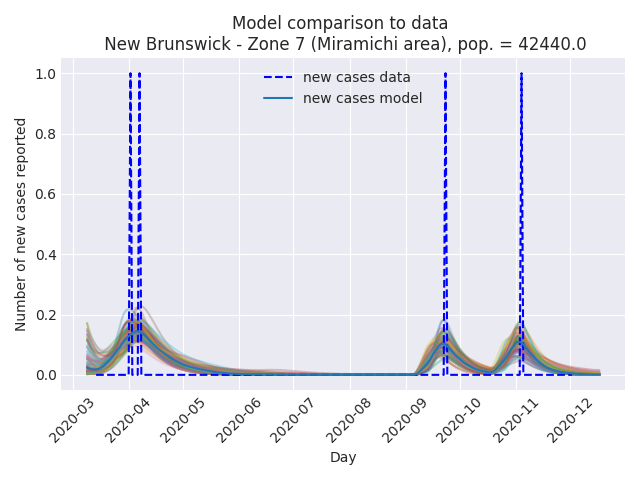 Model comparison to data
New Brunswick - Zone 7 (Miramichi area), pop. = 42440.0
new cases data
new cases model
Number of new cases reported
1.0
0.8
0.6
0.4
0.2
0.0
2020-03
2020-04
2020-05
2020-06
2020-07
2020-08
2020-09
2020-10
2020-11
2020-12
Day